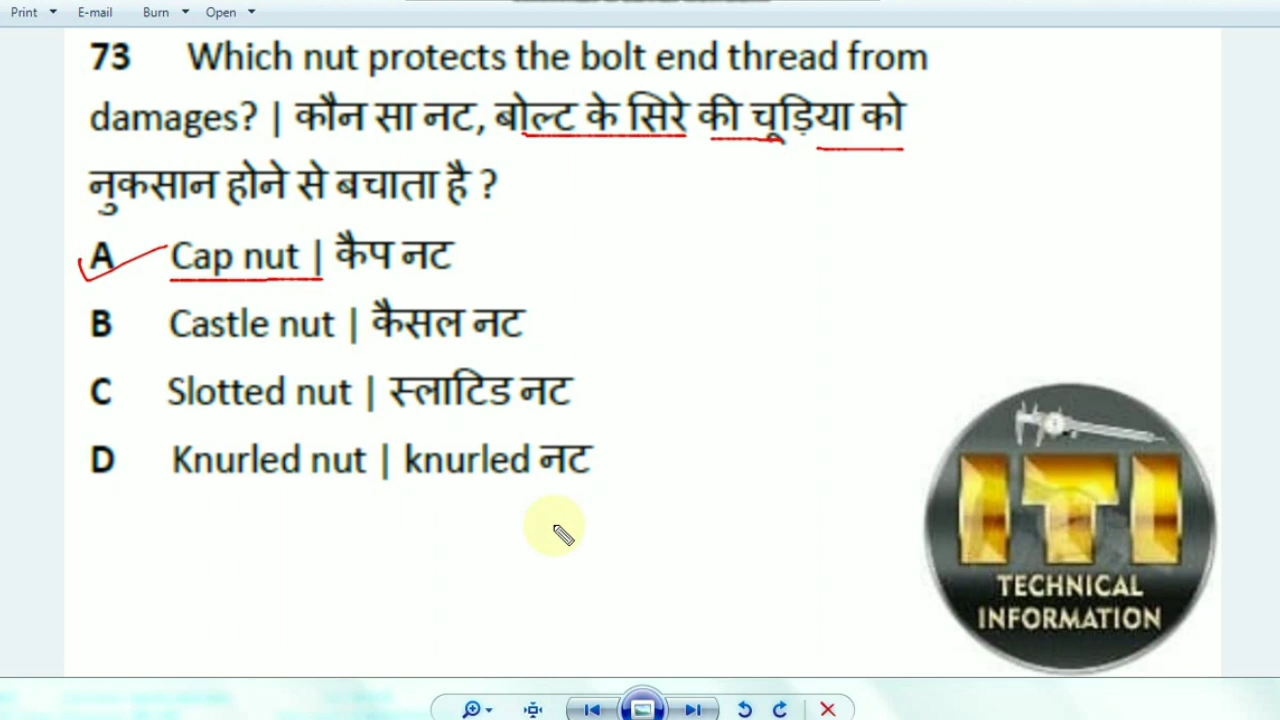 Print E-mail Burn Open
73 Which nut protects the bolt end thread from
damages? | कौन सा नट, बोल्ट के सिरे की चूड़िया को
नुकसान होने से बचाता है ?
A Cap nut | कैप नट
B Castle nut | कैसल नट
C Slotted nut | स्लाटिड नट
D Knurled nut | knurled नट
ITI
TECHNICAL
INFORMATION